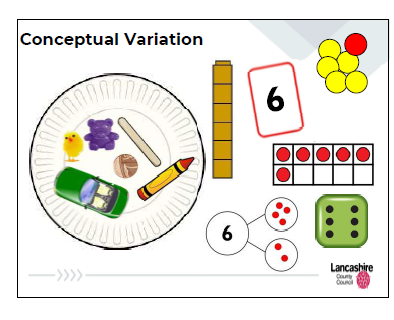 Conceptual Variation
6
6
Lancashire
County
Council